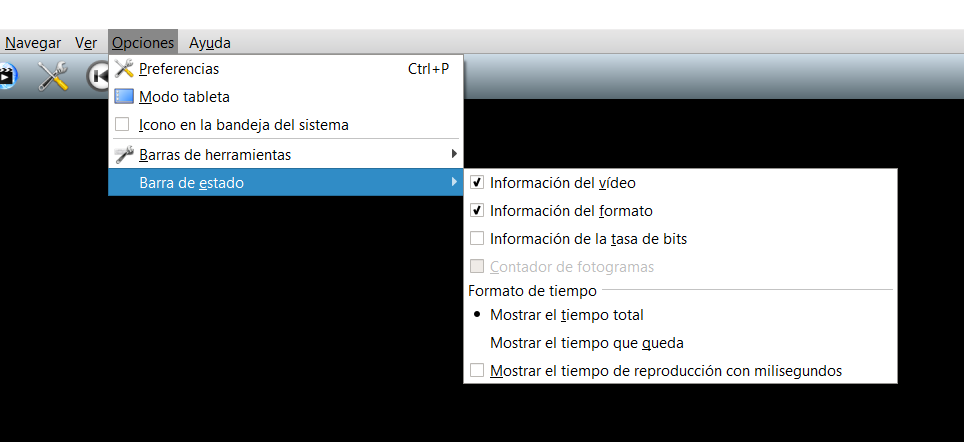 Navegar Ver Opciones Ayuda
Preferencias Ctrl+P
Modo tableta
Icono en la bandeja del sistema
Barras de herramientas
Barra de estado
Información del vídeo
Información del formato
Información de la tasa de bits
Contador de fotogramas
Formato de tiempo
Mostrar el tiempo total
Mostrar el tiempo que queda
Mostrar el tiempo de reproducción con milisegundos